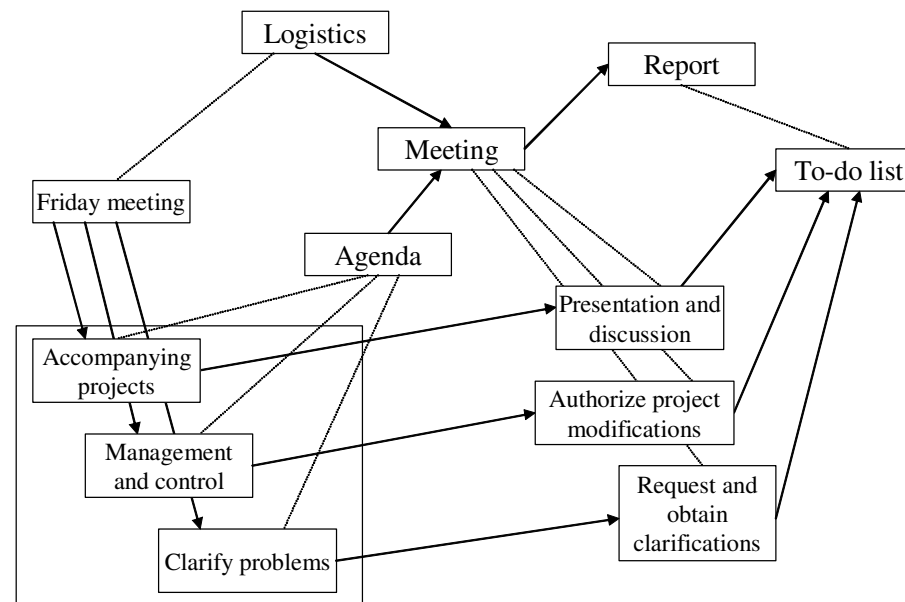 Logistics
Report
Meeting
To-do list
Friday meeting
Agenda
Presentation and
discussion
Accompanying
projects
Authorize project
modifications
Management
and control
Request and
obtain
clarifications
Clarify problems